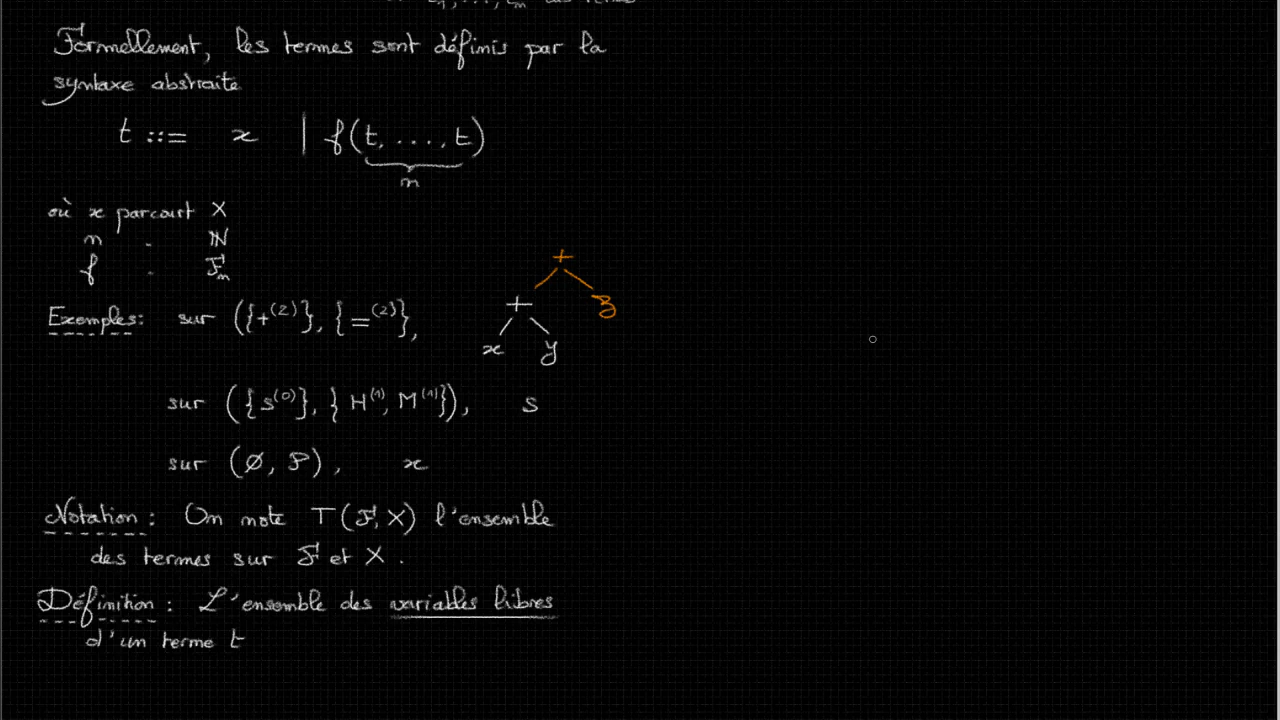 Formellement, les termes sont définis par la
syntaxe abstraite
t ::= x | f(t, ..., t)
n
où x parcourt X
n - ℕ
f - ℱn
+
Exemples : sur ({+(2)}, {=(2)}, + z
x y
sur ({s(0)}, {H(1), M(1)}), s
sur (∅, P), x
Notation : On note T(ℱ, X) l'ensemble
des termes sur ℱ et X.
Définition : L'ensemble des variables libres
d'un terme t